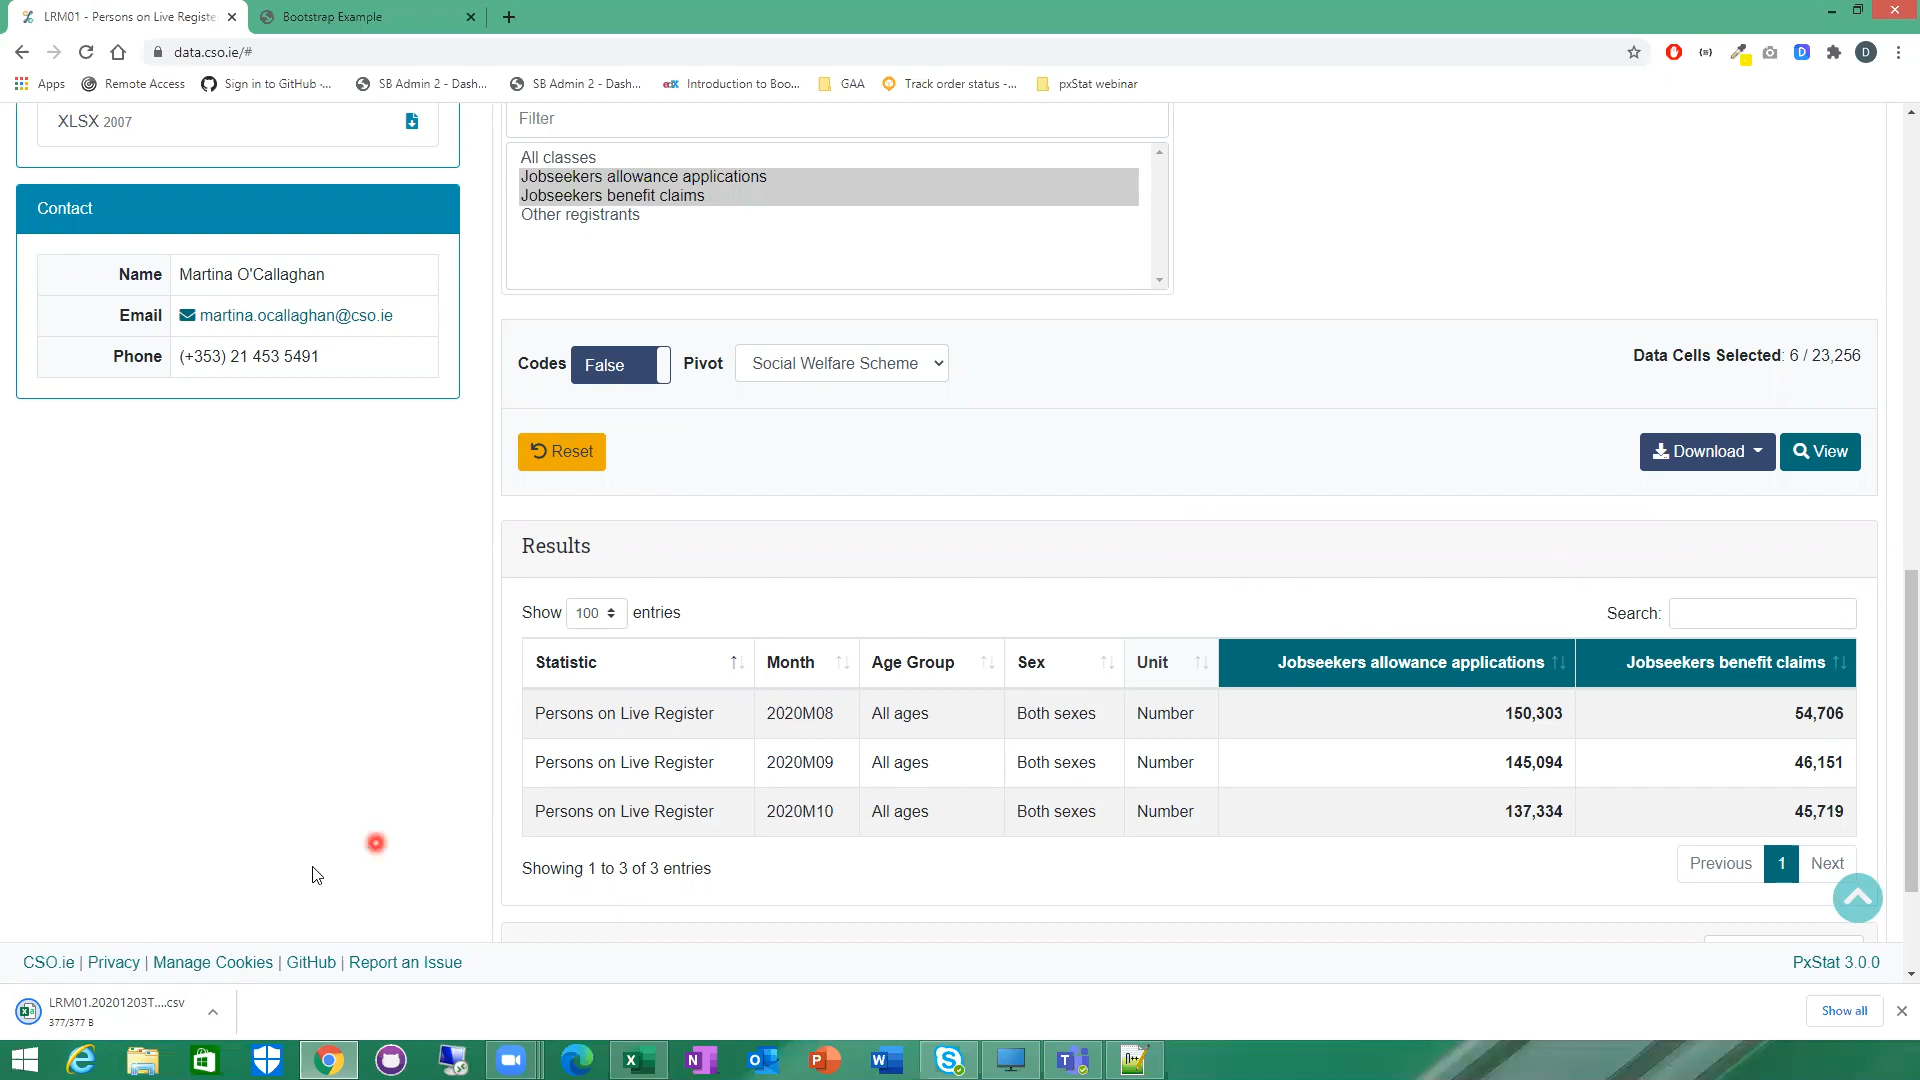 LRM01 - Persons on Live Registe
Bootstrap Example
data.cso.ie/#
Apps
Remote Access
Sign in to GitHub ·...
SB Admin 2 - Dash...
SB Admin 2 - Dash...
edX
Introduction to Boo...
GAA
Track order status -...
pxStat webinar
XLSX 2007
Contact
Name Martina O'Callaghan
Email martina.ocallaghan@cso.ie
Phone (+353) 21 453 5491
Filter
All classes
Jobseekers allowance applications
Jobseekers benefit claims
Other registrants
Codes False Pivot Social Welfare Scheme
Data Cells Selected: 6 / 23,256
Reset
Download
View
Results
Show 100 entries
Search:
Statistic Month Age Group Sex Unit Jobseekers allowance applications Jobseekers benefit claims
Persons on Live Register 2020M08 All ages Both sexes Number 150,303 54,706
Persons on Live Register 2020M09 All ages Both sexes Number 145,094 46,151
Persons on Live Register 2020M10 All ages Both sexes Number 137,334 45,719
Showing 1 to 3 of 3 entries
Previous 1 Next
CSO.ie | Privacy | Manage Cookies | GitHub | Report an Issue
PxStat 3.0.0
LRM01.20201203T....csv
377/377 B
Show all